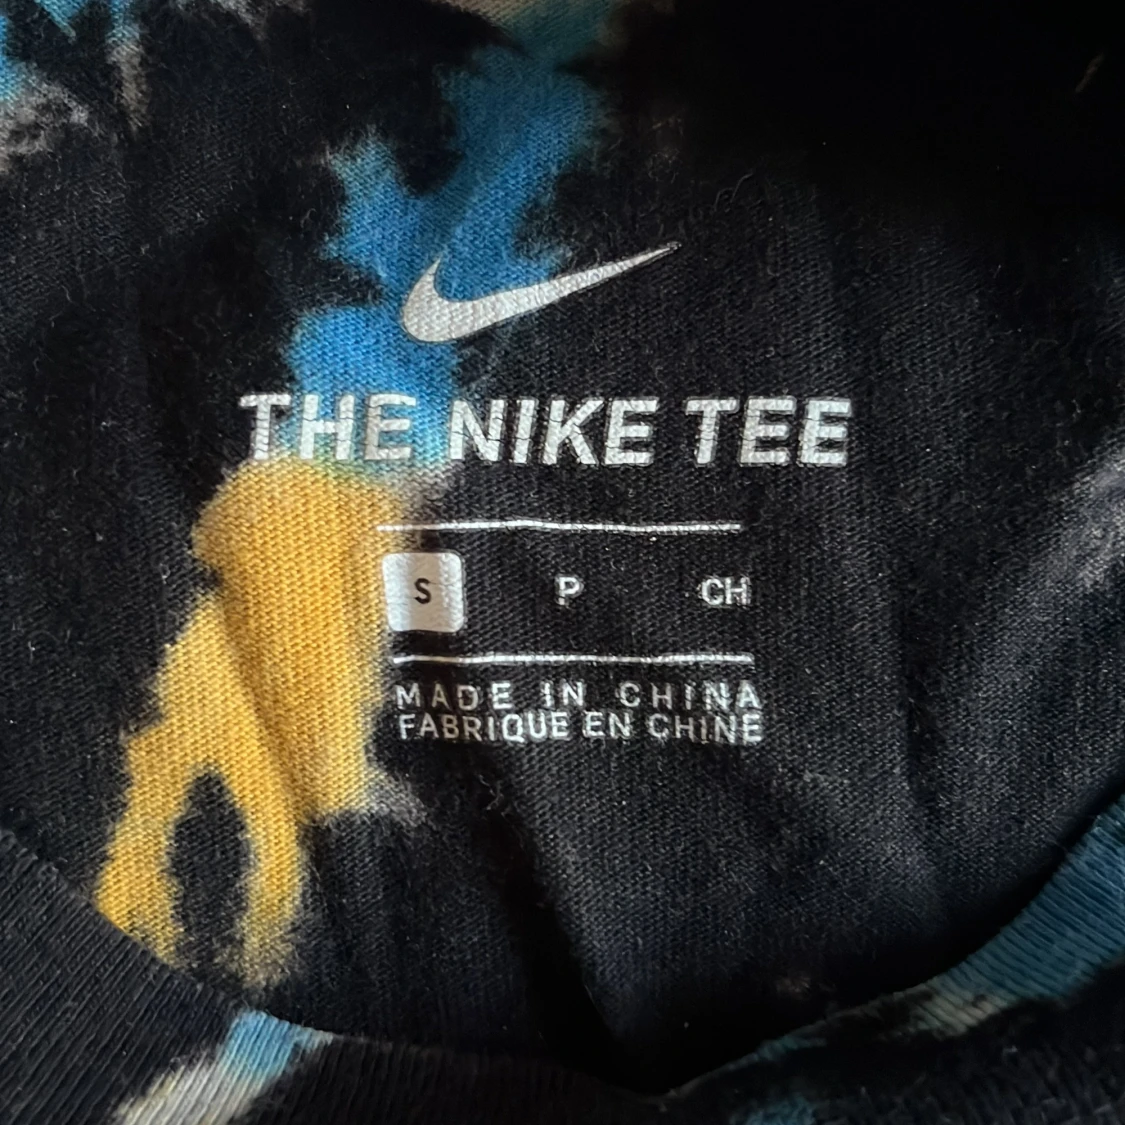 THE NIKE TEE
S P CH
MADE IN CHINA
FABRIQUE EN CHINE